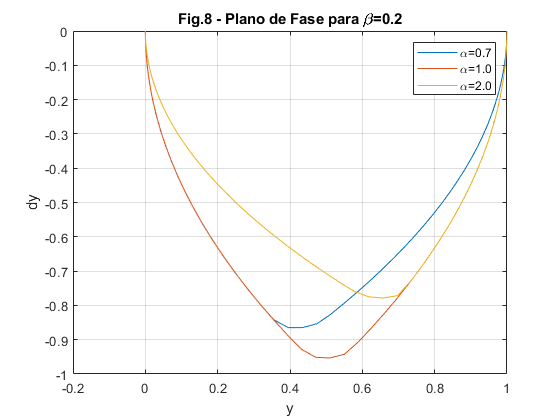 Fig.8 - Plano de Fase para β=0.2
α=0.7
α=1.0
α=2.0
0
-0.1
-0.2
-0.3
-0.4
-0.5
-0.6
-0.7
-0.8
-0.9
-1
dy
-0.2 0 0.2 0.4 0.6 0.8 1
y